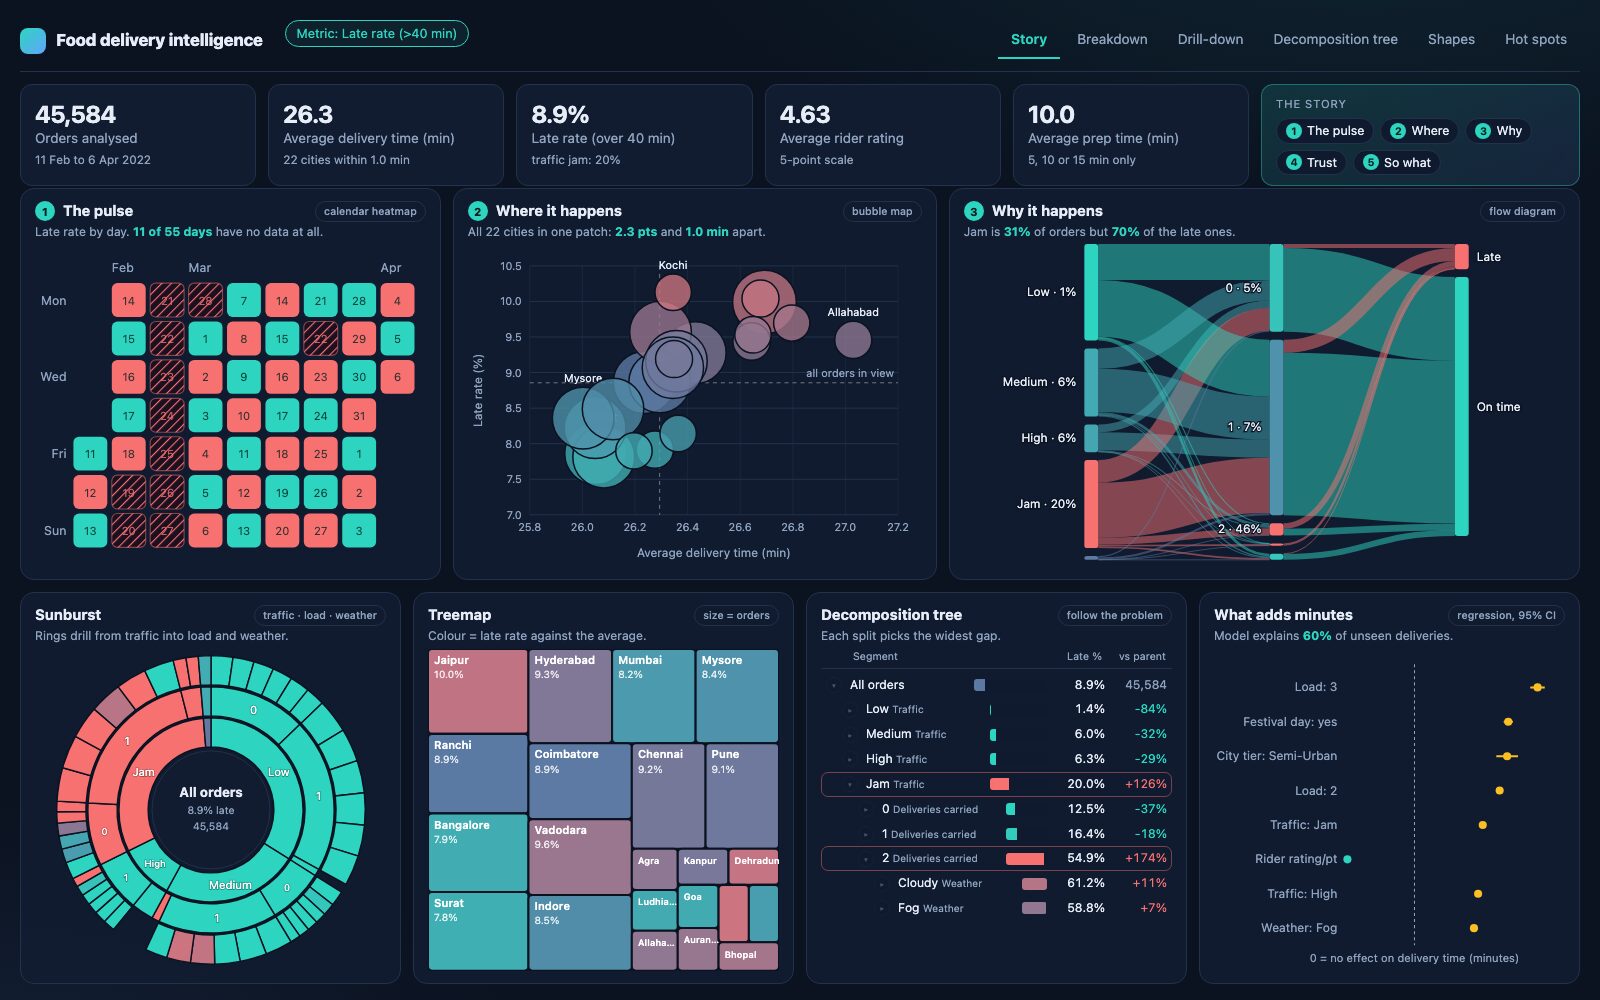 Food delivery intelligence
Metric: Late rate (>40 min)
Story Breakdown Drill-down Decomposition tree Shapes Hot spots
45,584
Orders analysed
11 Feb to 6 Apr 2022
26.3
Average delivery time (min)
22 cities within 1.0 min
8.9%
Late rate (over 40 min)
traffic jam: 20%
4.63
Average rider rating
5-point scale
10.0
Average prep time (min)
5, 10 or 15 min only
THE STORY
1 The pulse 2 Where 3 Why
4 Trust 5 So what
1 The pulse
calendar heatmap
Late rate by day. 11 of 55 days have no data at all.
Feb Mar Apr
Mon 14 21 28 7 14 21 28 4
15 22 1 8 15 22 29 5
Wed 16 23 2 9 16 23 30 6
17 24 3 10 17 24 31
Fri 11 18 25 4 11 18 25 1
12 19 26 5 12 19 26 2
Sun 13 20 27 6 13 20 27 3
2 Where it happens
bubble map
All 22 cities in one patch: 2.3 pts and 1.0 min apart.
Late rate (%)
10.5
10.0
9.5
9.0
8.5
8.0
7.5
7.0
Kochi
Allahabad
all orders in view
Mysore
25.8 26.0 26.2 26.4 26.6 26.8 27.0 27.2
Average delivery time (min)
3 Why it happens
flow diagram
Jam is 31% of orders but 70% of the late ones.
Low · 1%
Medium · 6%
High · 6%
Jam · 20%
0 · 5%
1 · 7%
2 · 46%
Late
On time
Sunburst
traffic · load · weather
Rings drill from traffic into load and weather.
All orders
8.9% late
45,584
Low
Medium
High
Jam
0
1
0
1
1
0
1
Treemap
size = orders
Colour = late rate against the average.
Jaipur
10.0%
Hyderabad
9.3%
Mumbai
8.2%
Mysore
8.4%
Ranchi
8.9%
Coimbatore
8.9%
Chennai
9.2%
Pune
9.1%
Bangalore
7.9%
Vadodara
9.6%
Surat
7.8%
Indore
8.5%
Agra
Kanpur
Dehradun
Ludhia...
Goa
Allaha...
Auran...
Bhopal
Decomposition tree
follow the problem
Each split picks the widest gap.
Segment Late % vs parent
All orders 8.9% 45,584
Low Traffic 1.4% -84%
Medium Traffic 6.0% -32%
High Traffic 6.3% -29%
Jam Traffic 20.0% +126%
0 Deliveries carried 12.5% -37%
1 Deliveries carried 16.4% -18%
2 Deliveries carried 54.9% +174%
Cloudy Weather 61.2% +11%
Fog Weather 58.8% +7%
What adds minutes
regression, 95% CI
Model explains 60% of unseen deliveries.
Load: 3
Festival day: yes
City tier: Semi-Urban
Load: 2
Traffic: Jam
Rider rating/pt
Traffic: High
Weather: Fog
0 = no effect on delivery time (minutes)